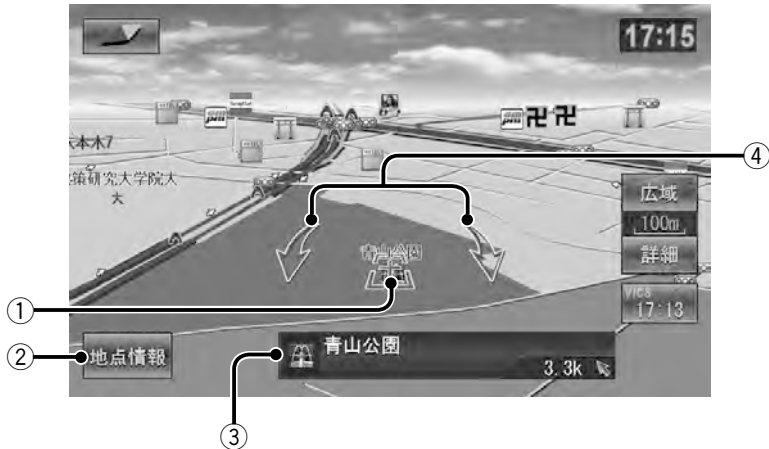 17:15
本木7
策研究大学院大
大
青山公園
広域
100m
詳細
VICS
17:13
地点情報
青山公園
3.3k
①
②
③
④